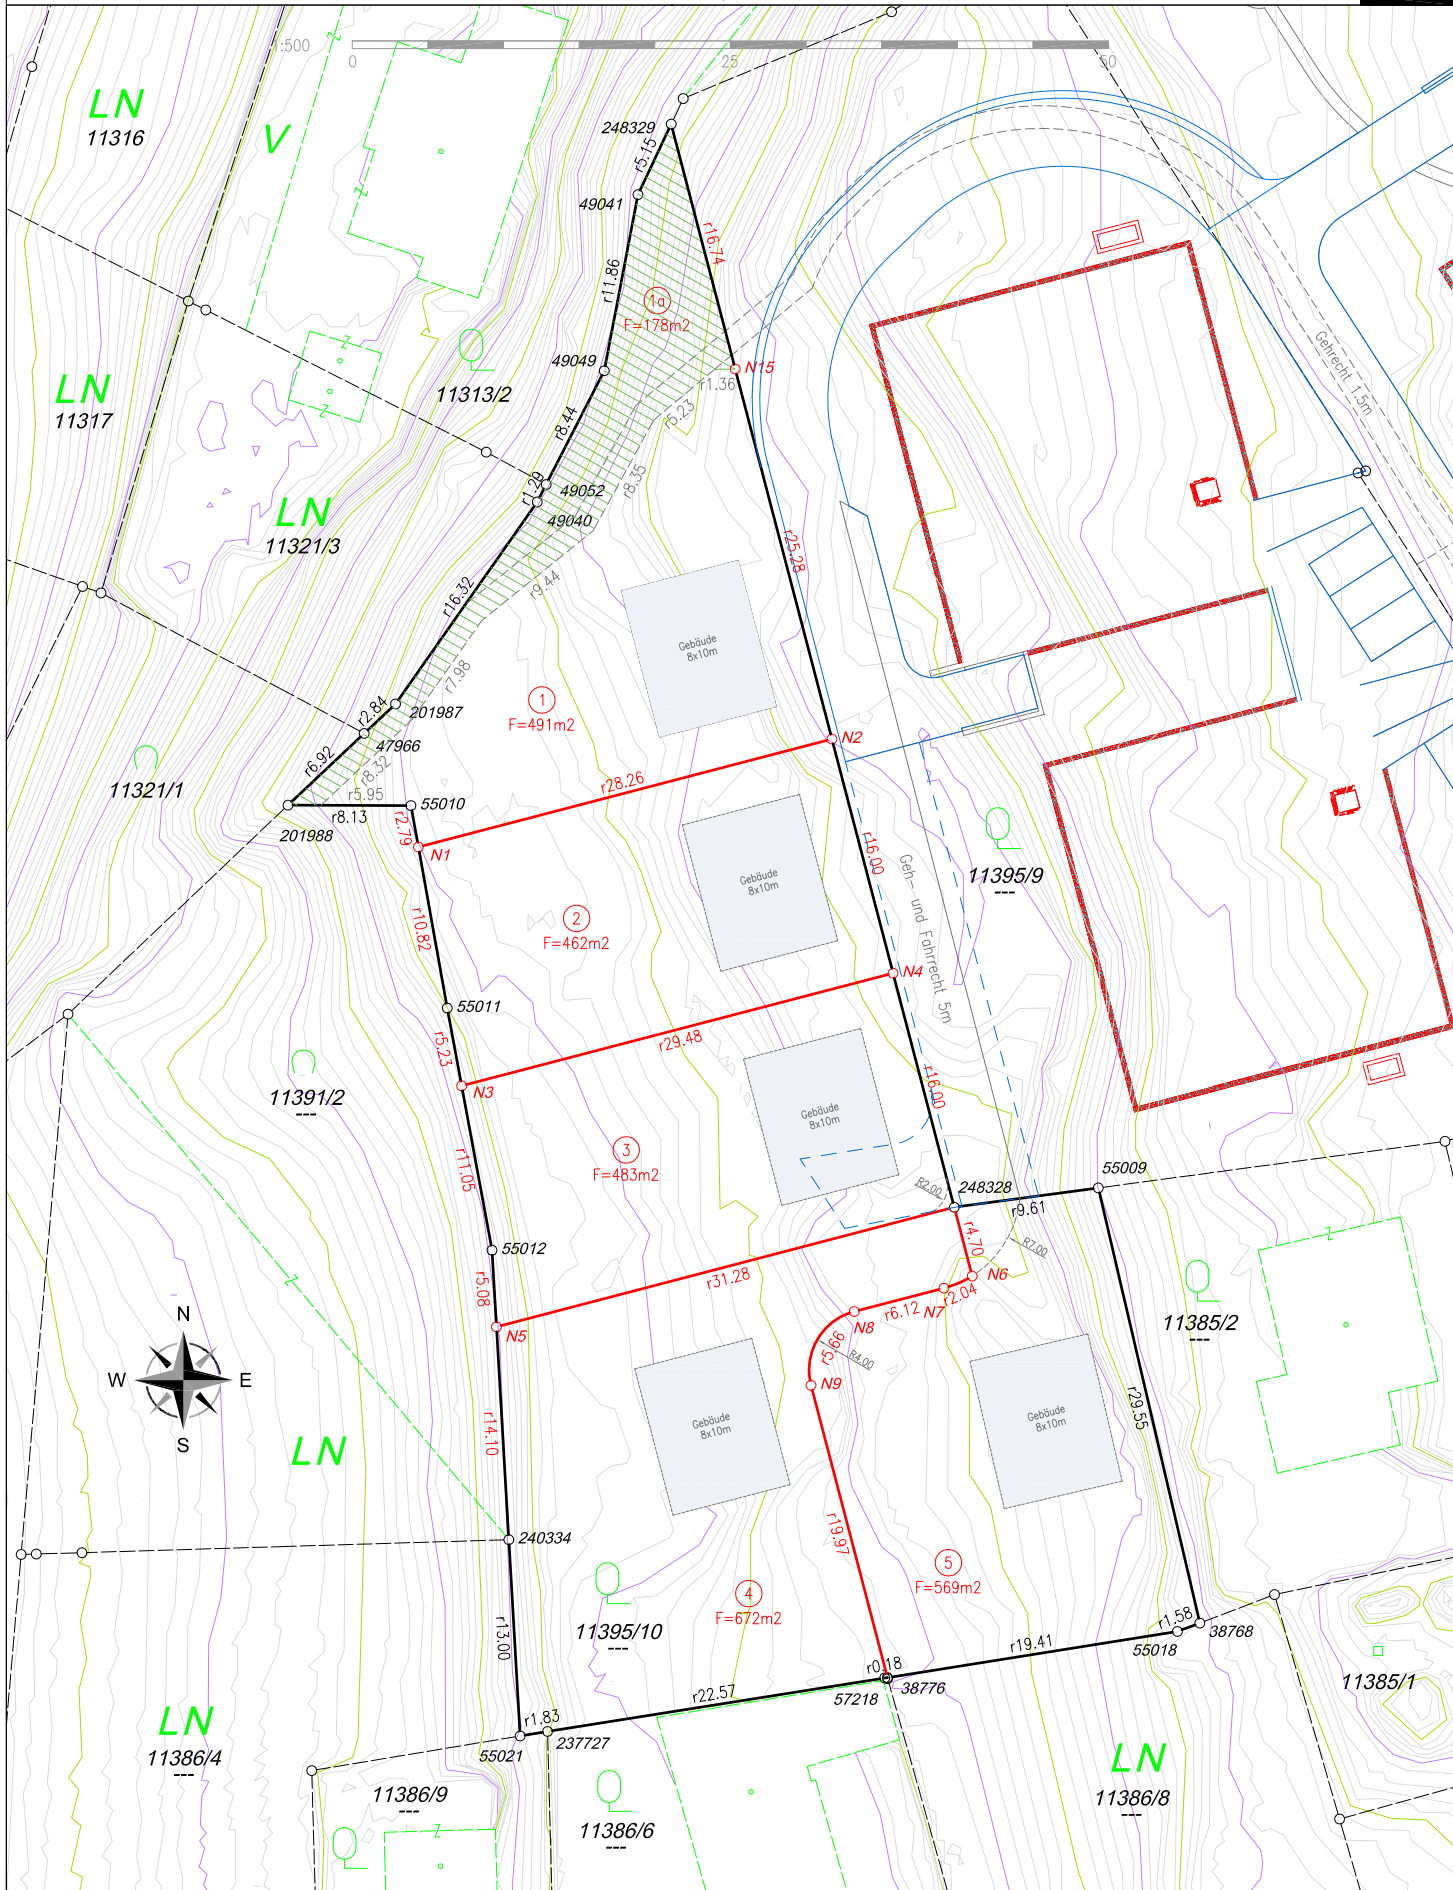 1:500
0
25
50
LN
11316
V
248329
r5.15
49041
r16.74
r11.86
1a
F=178m2
49049
N15
r1.36
r5.23
Gehrecht 1.5m
11313/2
LN
11317
r8.44
r8.35
49052
r1.29
49040
LN
11321/3
r25.28
r9.44
r16.32
Gebäude
8x10m
r7.98
1
F=491m2
201987
r2.84
47966
N2
r6.92
r8.32
r5.95
11321/1
r28.26
55010
r8.13
201988
r2.79
N1
r16.00
Geh- und Fahrrecht 5m
11395/9
---
Gebäude
8x10m
2
F=462m2
r10.82
N4
55011
r29.48
r5.23
N3
11391/2
---
r16.00
Gebäude
8x10m
3
F=483m2
r11.05
55009
R2.00
248328
r9.61
r4.70
R7.00
55012
r31.28
N6
r2.04
r5.08
N7
r6.12
N8
N5
r5.66
R4.00
11385/2
---
N
W
E
S
N9
r29.55
Gebäude
8x10m
Gebäude
8x10m
r14.10
LN
240334
r19.97
5
F=569m2
4
F=672m2
11395/10
---
r13.00
r1.58
38768
55018
r19.41
r0.18
57218
38776
11385/1
r22.57
r1.83
237727
55021
LN
11386/4
---
LN
11386/8
---
11386/9
---
11386/6
---